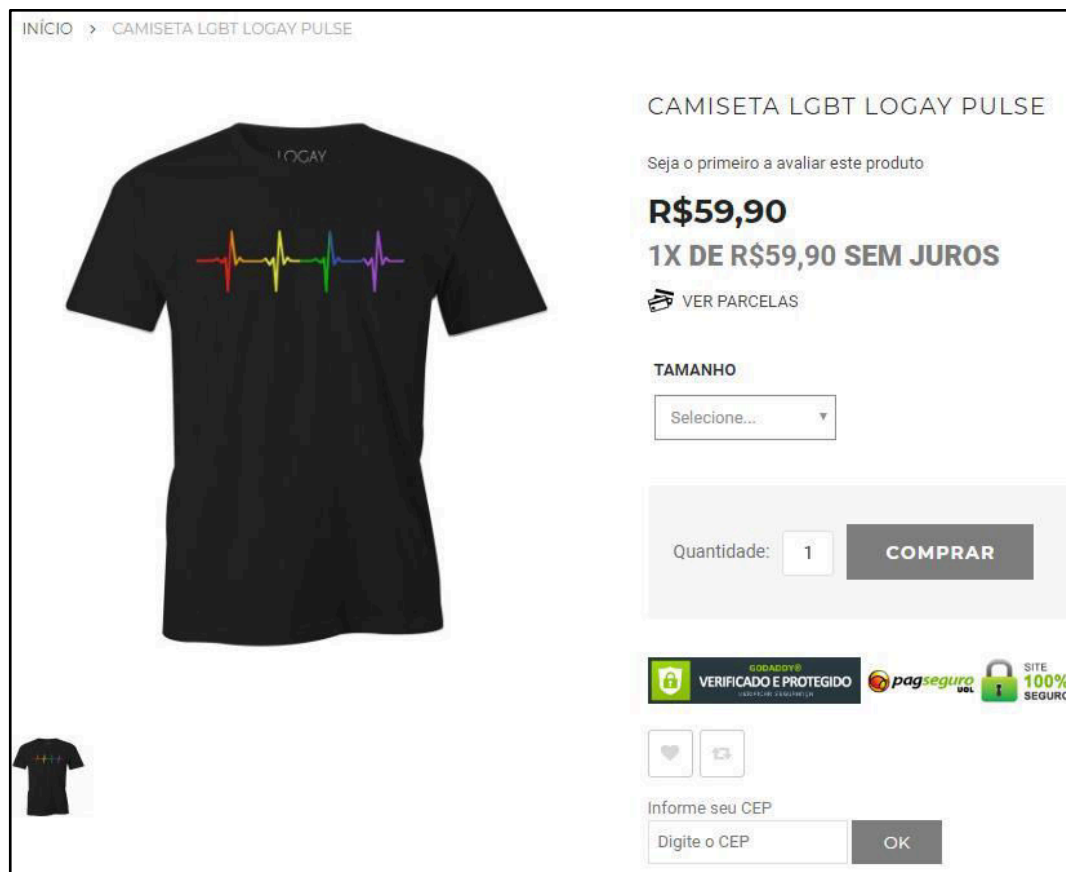 INÍCIO > CAMISETA LGBT LOGAY PULSE
LOGAY
CAMISETA LGBT LOGAY PULSE
Seja o primeiro a avaliar este produto
R$59,90
1X DE R$59,90 SEM JUROS
VER PARCELAS
TAMANHO
Selecione...
Quantidade: 1 COMPRAR
GODADDY®
VERIFICADO E PROTEGIDO
VERIFICAR SEGURANÇA
pagseguro
UOL
SITE
100%
SEGURO
Informe seu CEP
Digite o CEP OK